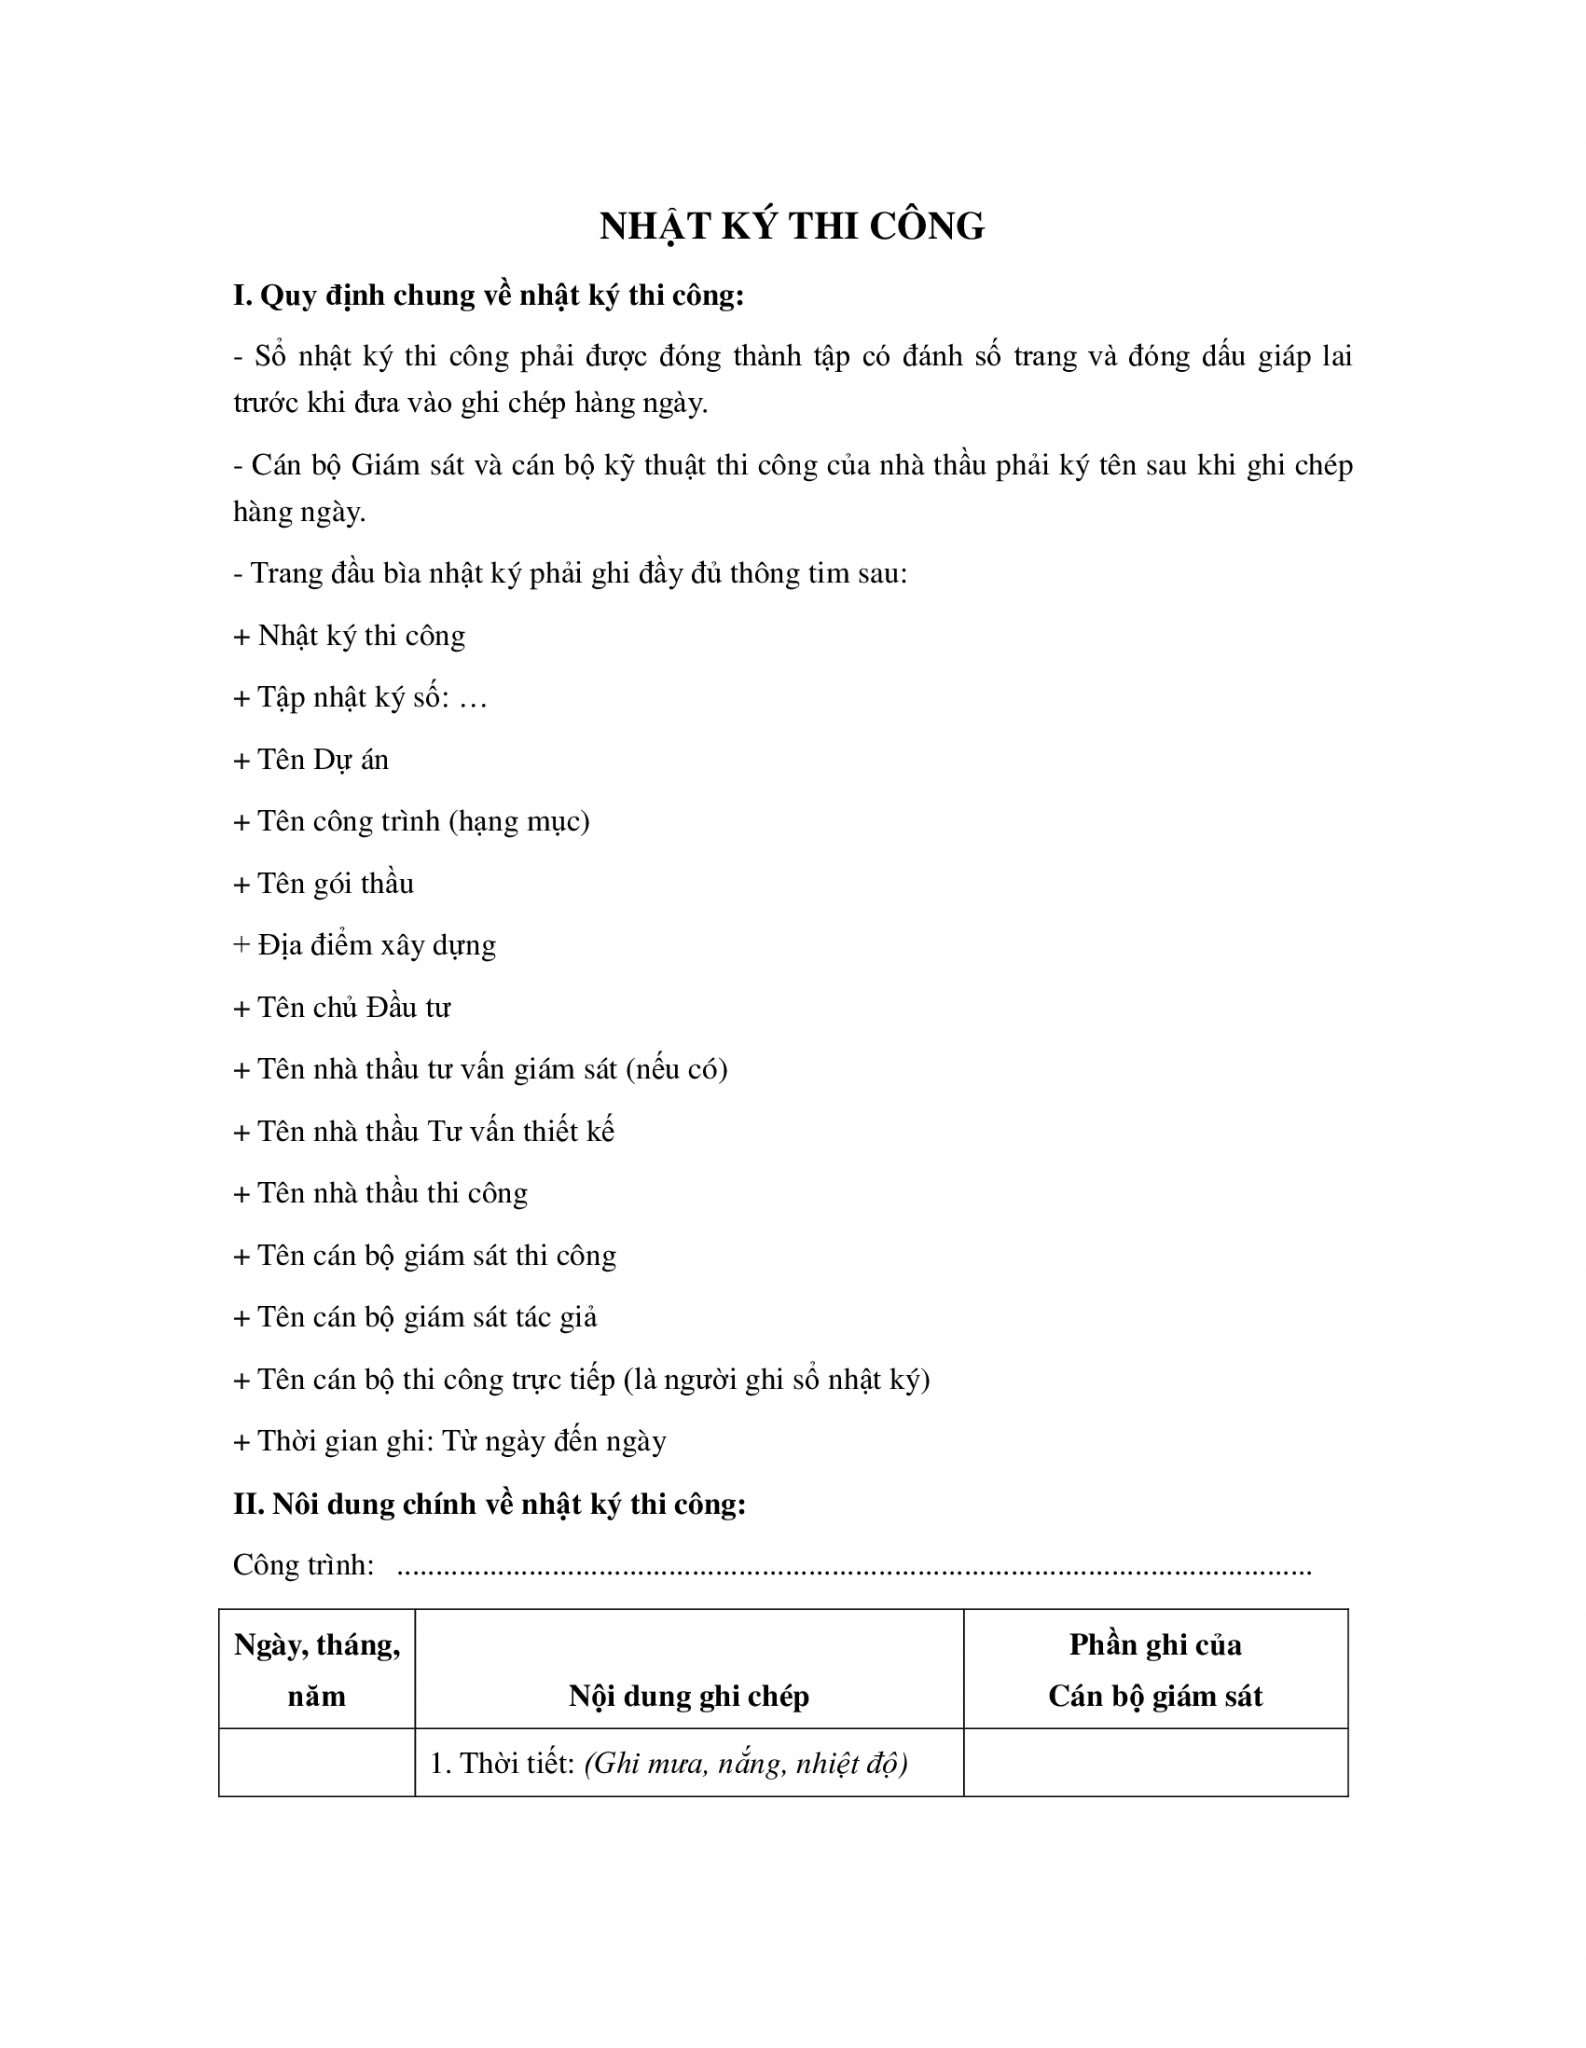 NHẬT KÝ THI CÔNG
I. Quy định chung về nhật ký thi công:
- Sổ nhật ký thi công phải được đóng thành tập có đánh số trang và đóng dấu giáp lai
trước khi đưa vào ghi chép hàng ngày.
- Cán bộ Giám sát và cán bộ kỹ thuật thi công của nhà thầu phải ký tên sau khi ghi chép
hàng ngày.
- Trang đầu bìa nhật ký phải ghi đầy đủ thông tim sau:
+ Nhật ký thi công
+ Tập nhật ký số: …
+ Tên Dự án
+ Tên công trình (hạng mục)
+ Tên gói thầu
+ Địa điểm xây dựng
+ Tên chủ Đầu tư
+ Tên nhà thầu tư vấn giám sát (nếu có)
+ Tên nhà thầu Tư vấn thiết kế
+ Tên nhà thầu thi công
+ Tên cán bộ giám sát thi công
+ Tên cán bộ giám sát tác giả
+ Tên cán bộ thi công trực tiếp (là người ghi sổ nhật ký)
+ Thời gian ghi: Từ ngày đến ngày
II. Nôi dung chính về nhật ký thi công:
Công trình: ........................................................................................................................
Ngày, tháng,
năm
Nội dung ghi chép
Phần ghi của
Cán bộ giám sát
1. Thời tiết: (Ghi mưa, nắng, nhiệt độ)